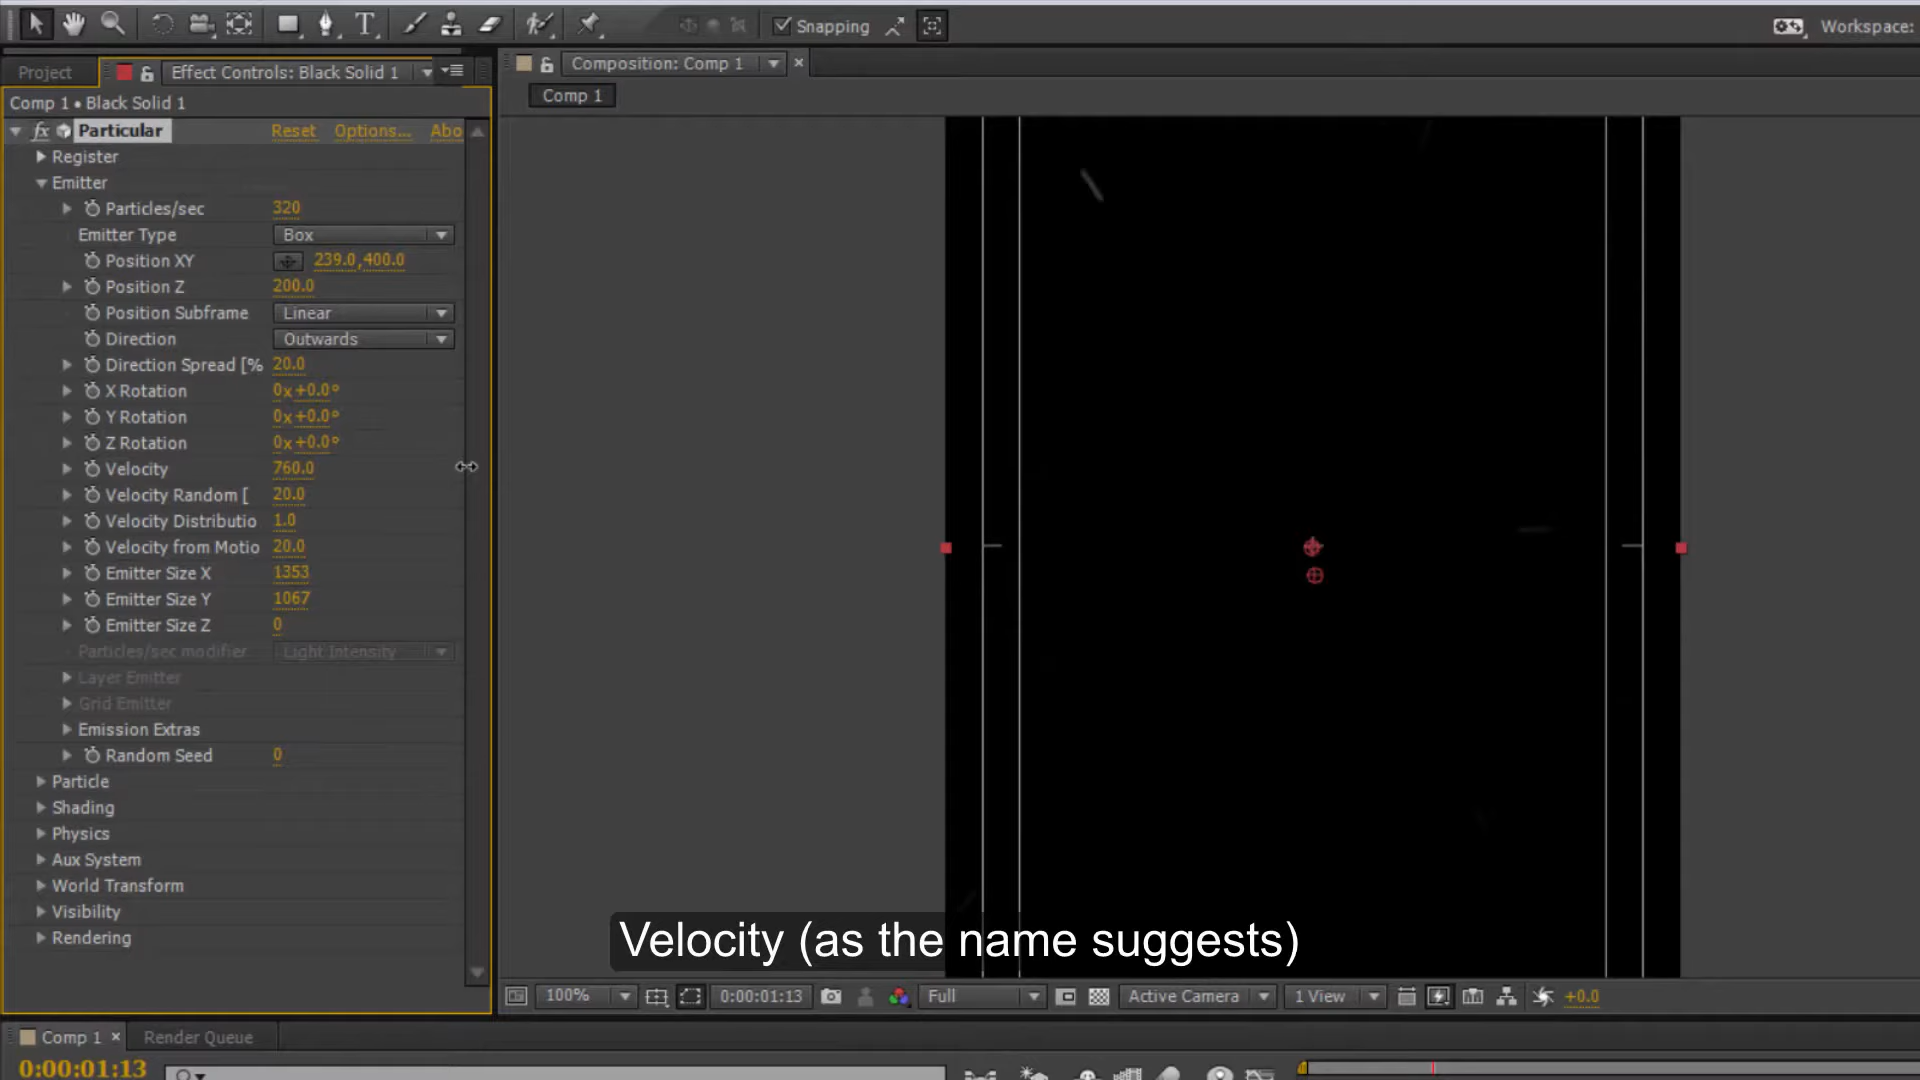 Snapping
Workspace:
Project
Effect Controls: Black Solid 1
Composition: Comp 1
Comp 1 • Black Solid 1
Comp 1
fx Particular Reset Options... Abo
Register
Emitter
Particles/sec 320
Emitter Type Box
Position XY 239.0,400.0
Position Z 200.0
Position Subframe Linear
Direction Outwards
Direction Spread [% 20.0
X Rotation 0x+0.0°
Y Rotation 0x+0.0°
Z Rotation 0x+0.0°
Velocity 760.0
Velocity Random [ 20.0
Velocity Distributio 1.0
Velocity from Motio 20.0
Emitter Size X 1353
Emitter Size Y 1067
Emitter Size Z 0
Particles/sec modifier Light Intensity
Layer Emitter
Grid Emitter
Emission Extras
Random Seed 0
Particle
Shading
Physics
Aux System
World Transform
Visibility
Rendering
Velocity (as the name suggests)
100% 0:00:01:13 Full Active Camera 1 View +0.0
Comp 1 Render Queue
0:00:01:13